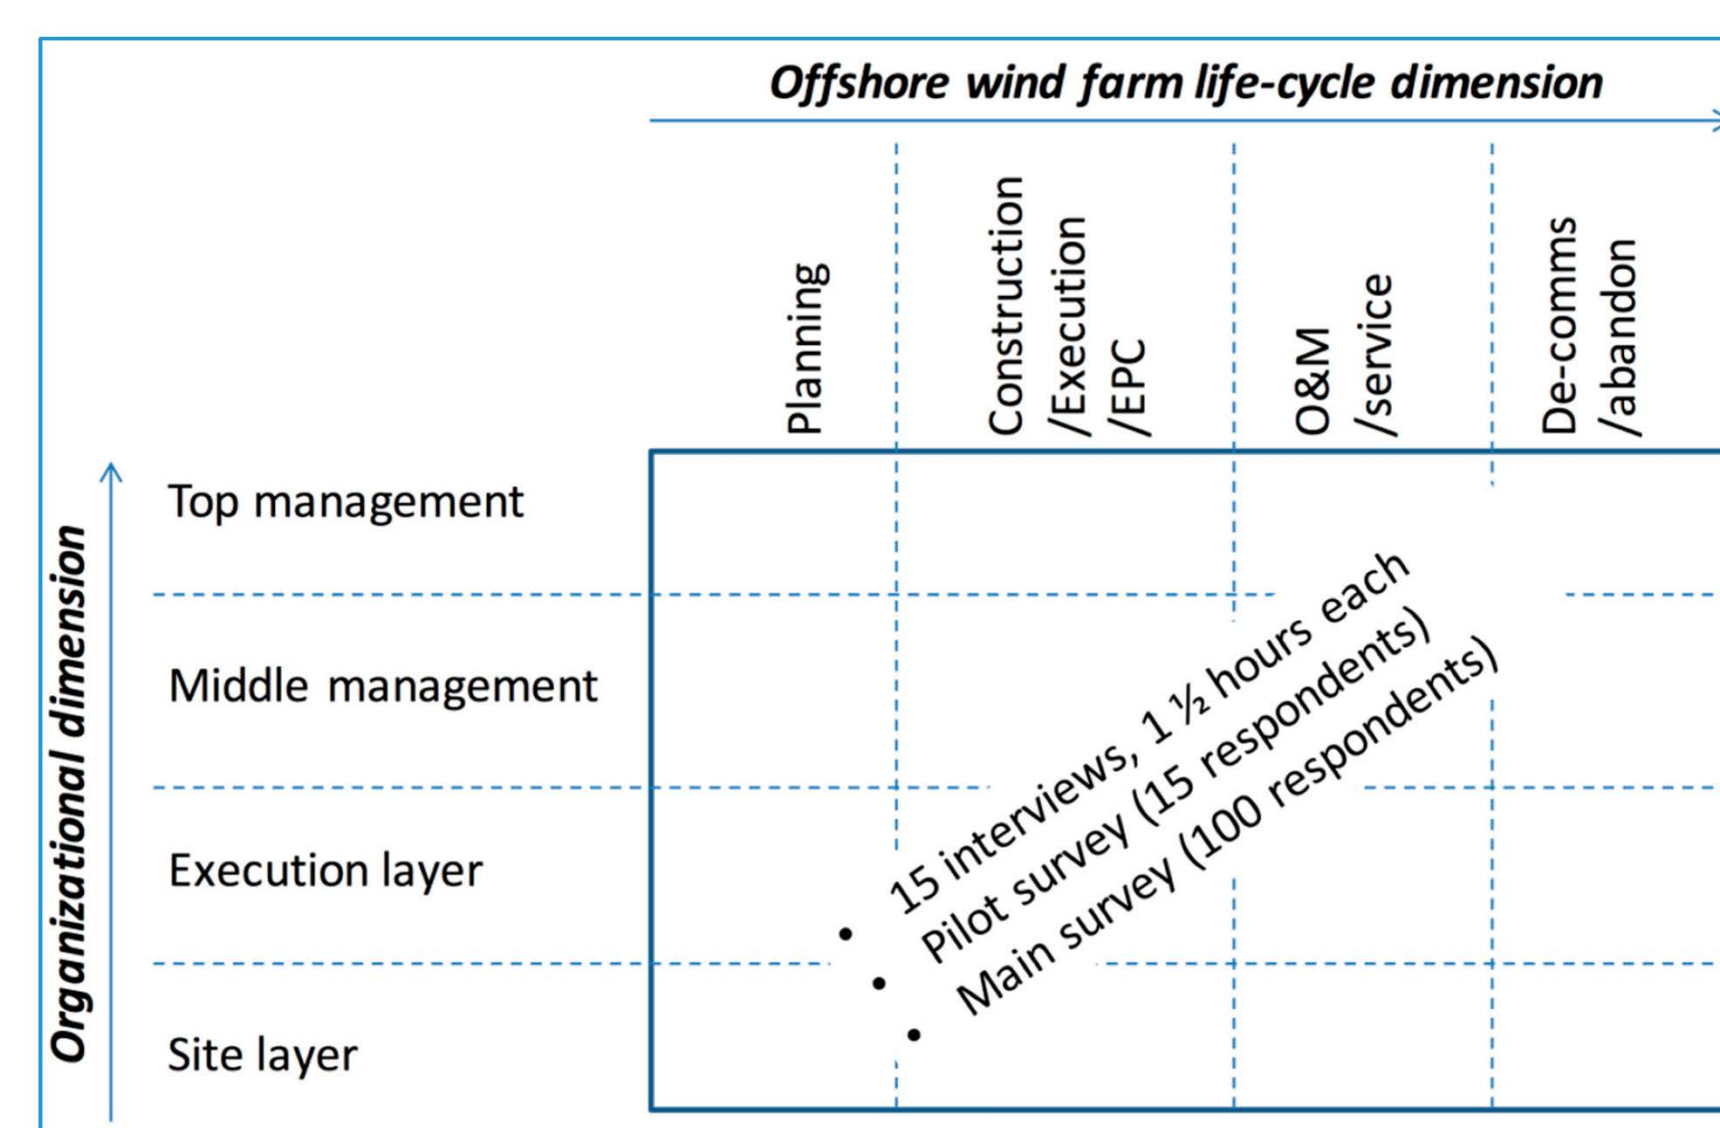 Offshore wind farm life-cycle dimension
Planning
Construction
/Execution
/EPC
O&M
/service
De-comms
/abandon
Organizational dimension
Top management
Middle management
Execution layer
Site layer
• 15 interviews, 1 ½ hours each
• Pilot survey (15 respondents)
• Main survey (100 respondents)